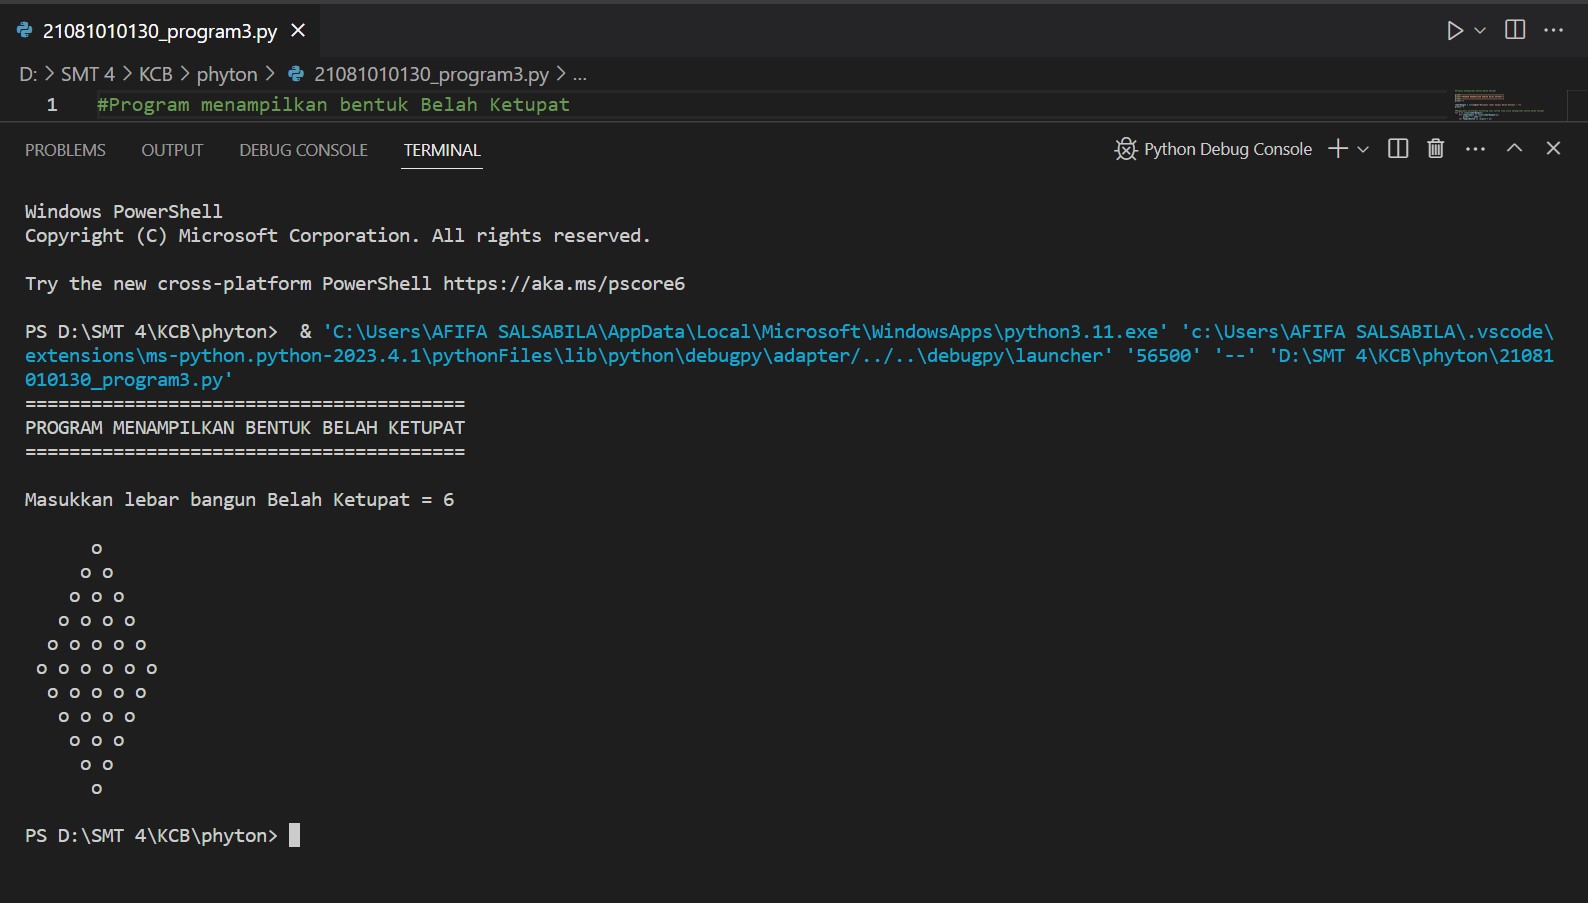 21081010130_program3.py
D: > SMT 4 > KCB > phyton > 21081010130_program3.py > ...
1 #Program menampilkan bentuk Belah Ketupat
PROBLEMS OUTPUT DEBUG CONSOLE TERMINAL Python Debug Console
Windows PowerShell
Copyright (C) Microsoft Corporation. All rights reserved.
Try the new cross-platform PowerShell https://aka.ms/pscore6
PS D:\SMT 4\KCB\phyton>  & 'C:\Users\AFIFA SALSABILA\AppData\Local\Microsoft\WindowsApps\python3.11.exe' 'c:\Users\AFIFA SALSABILA\.vscode\
extensions\ms-python.python-2023.4.1\pythonFiles\lib\python\debugpy\adapter/../..\debugpy\launcher' '56500' '--' 'D:\SMT 4\KCB\phyton\21081
010130_program3.py'
========================================
PROGRAM MENAMPILKAN BENTUK BELAH KETUPAT
========================================
Masukkan lebar bangun Belah Ketupat = 6
o
o o
o o o
o o o o
o o o o o
o o o o o o
o o o o o
o o o o
o o o
o o
o
PS D:\SMT 4\KCB\phyton>